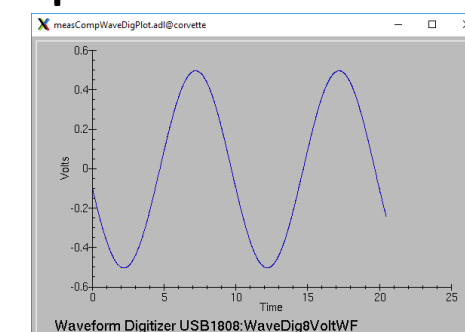 measCompWaveDigPlot.adl@corvette
0.6
0.4
0.2
0
-0.2
-0.4
-0.6
Volts
0 5 10 15 20 25
Time
Waveform Digitizer USB1808:WaveDig8VoltWF